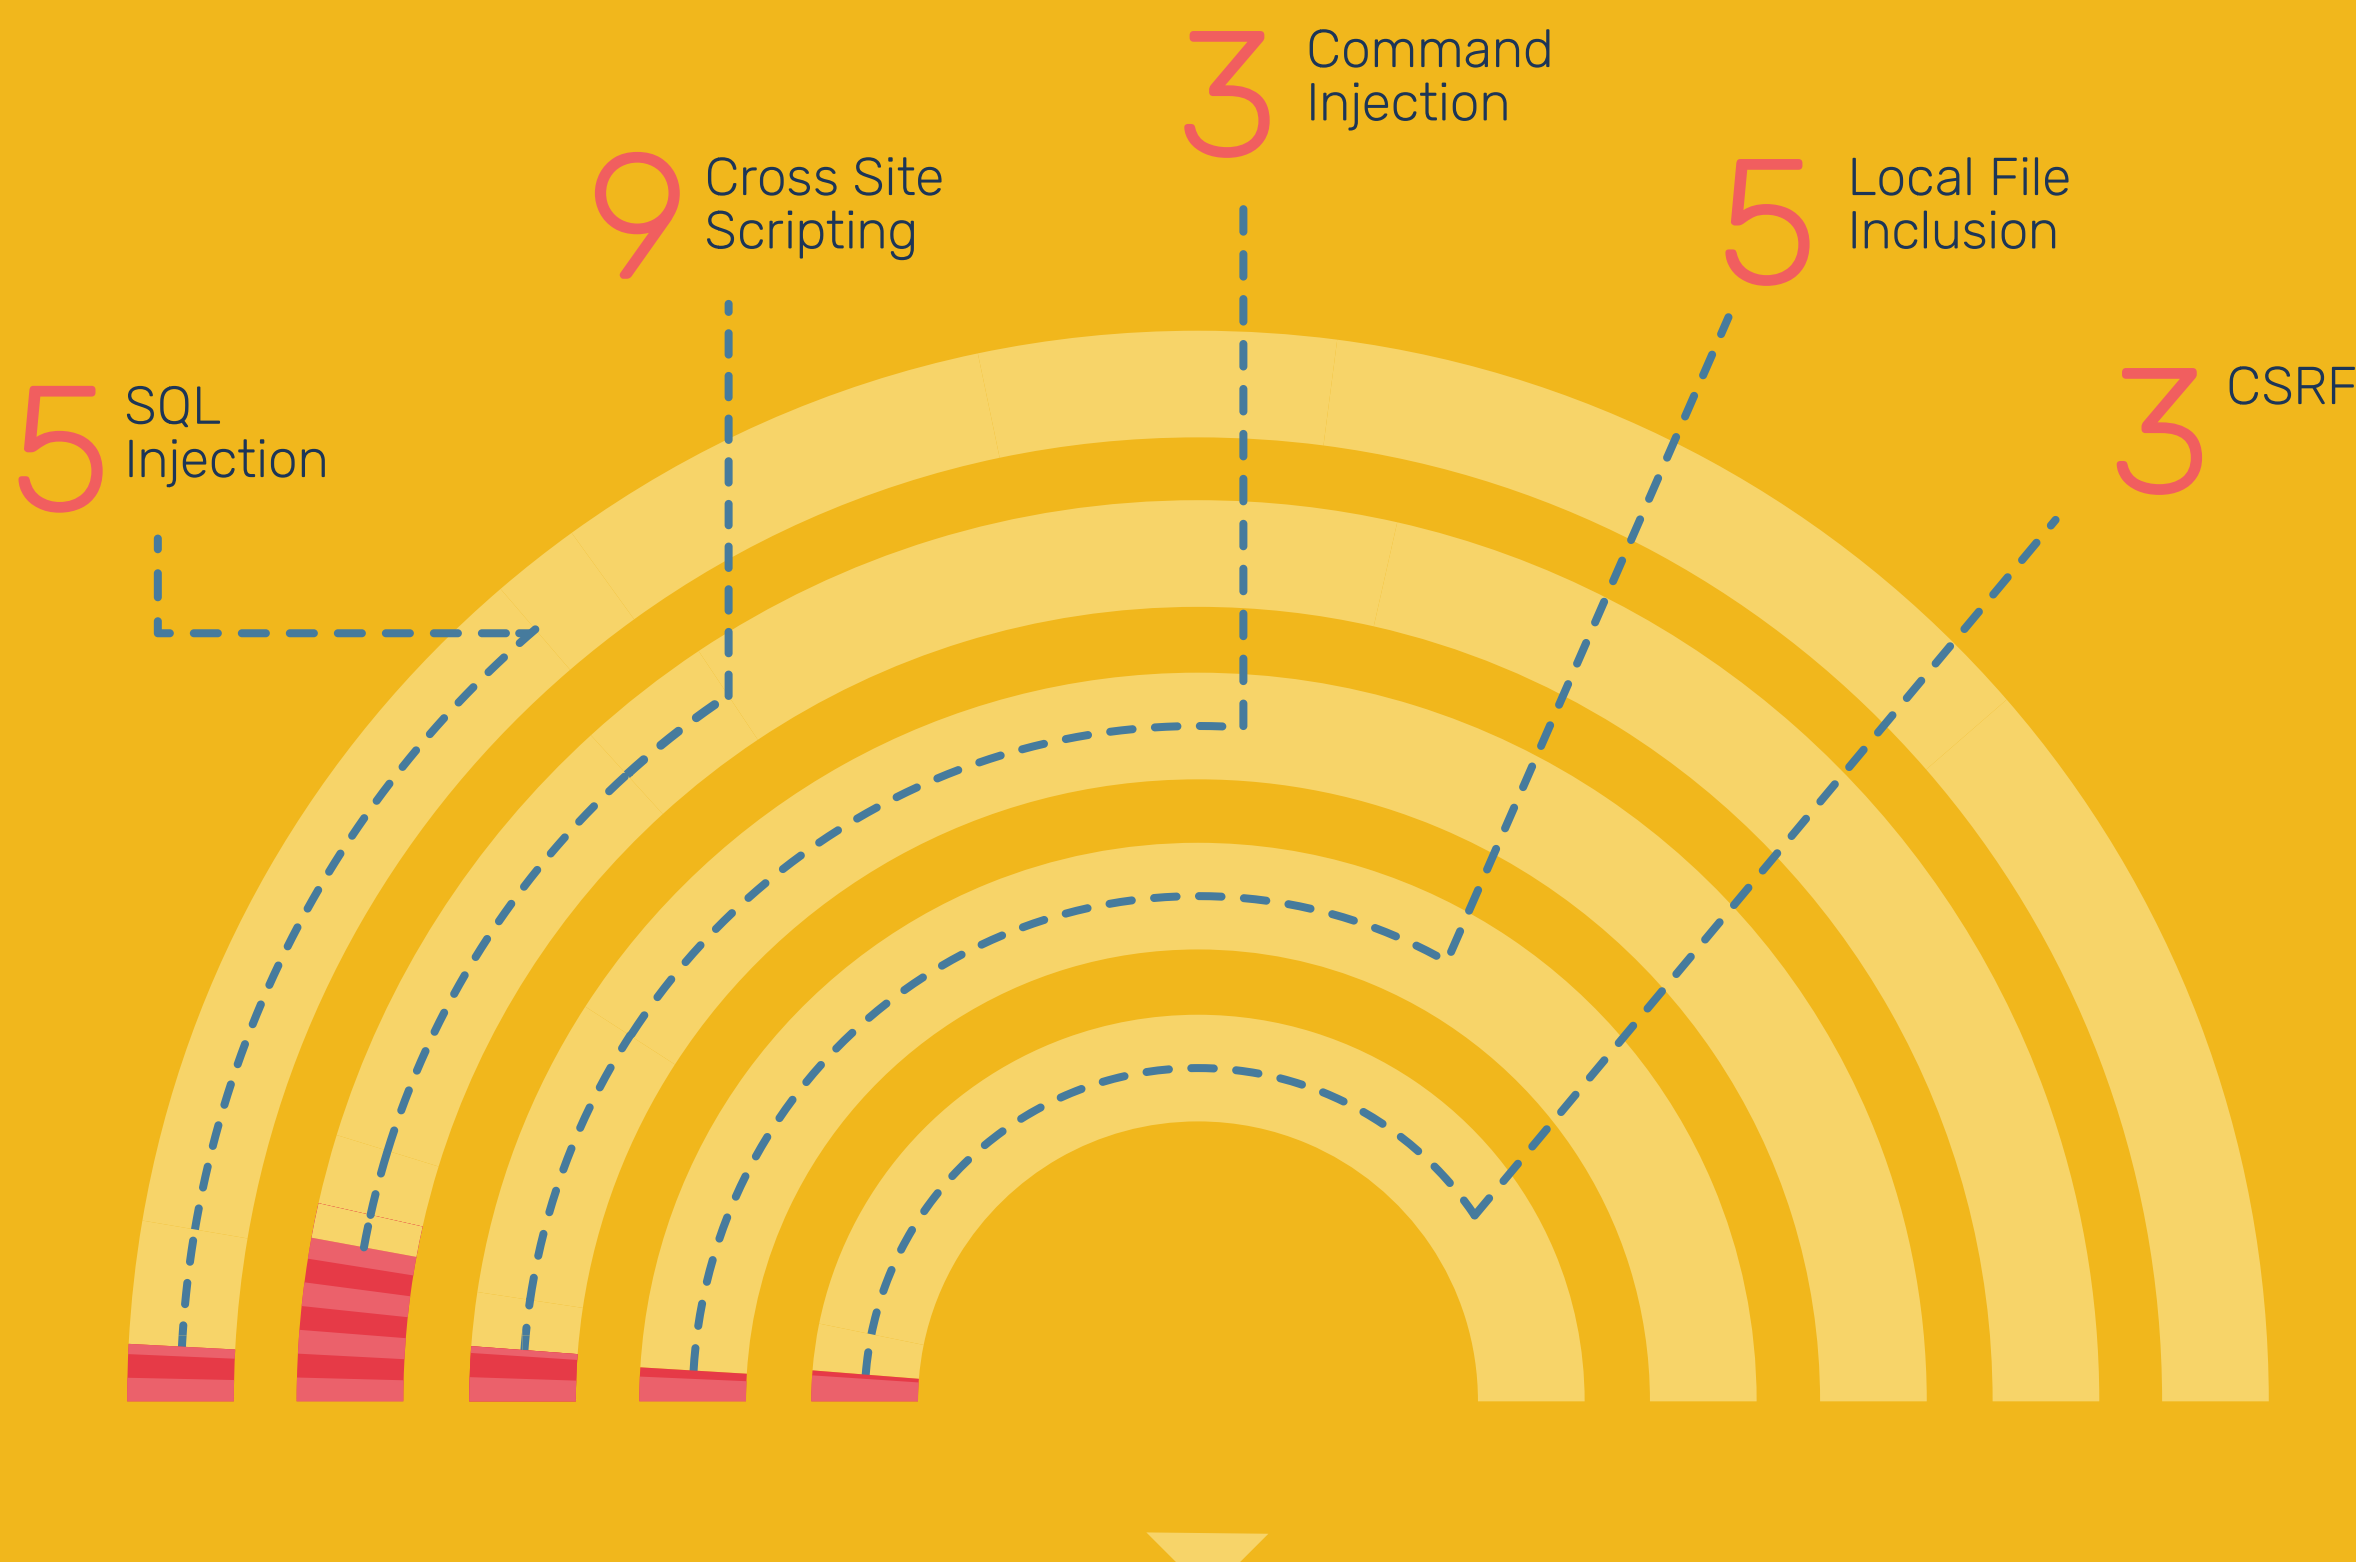 3
Command
Injection
9
Cross Site
Scripting
5
Local File
Inclusion
5
SQL
Injection
3
CSRF